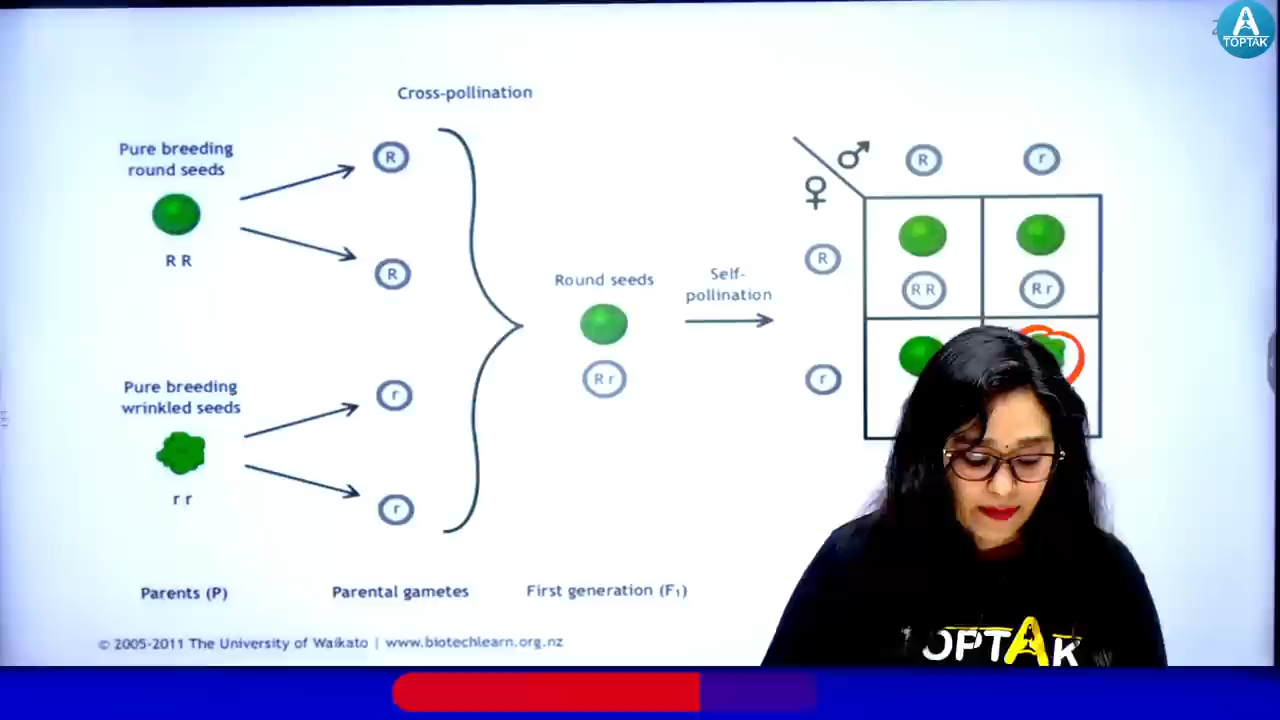 A
TOPTAK
Cross-pollination
Pure breeding
round seeds
R R
R
R
Pure breeding
wrinkled seeds
r r
r
r
Round seeds
R r
Self-
pollination
♂
♀
R
r
R
R R
R r
r
Parents (P)
Parental gametes
First generation (F₁)
© 2005-2011 The University of Waikato | www.biotechlearn.org.nz
TOPTAK